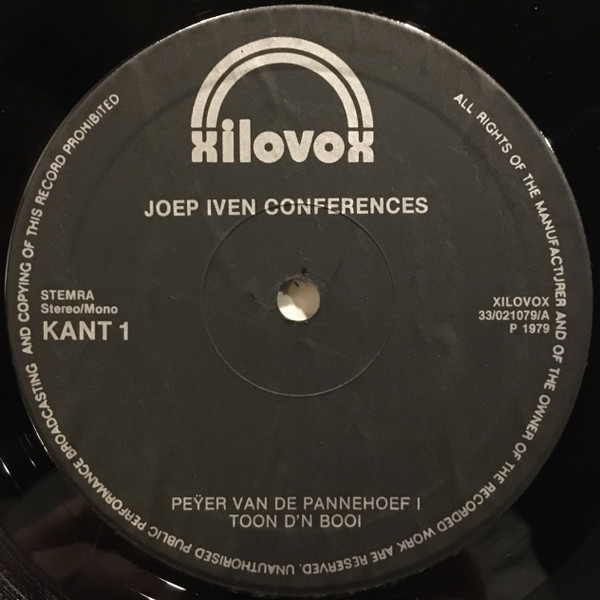 xilovox
JOEP IVEN CONFERENCES
STEMRA
Stereo/Mono
KANT 1
XILOVOX
33/021079/A
P 1979
PEŸER VAN DE PANNEHOEF I
TOON D'N BOOI
ALL RIGHTS OF THE MANUFACTURER AND OF THE OWNER OF THE RECORDED WORK ARE RESERVED. UNAUTHORISED PUBLIC PERFORMANCE BROADCASTING AND COPYING OF THIS RECORD PROHIBITED